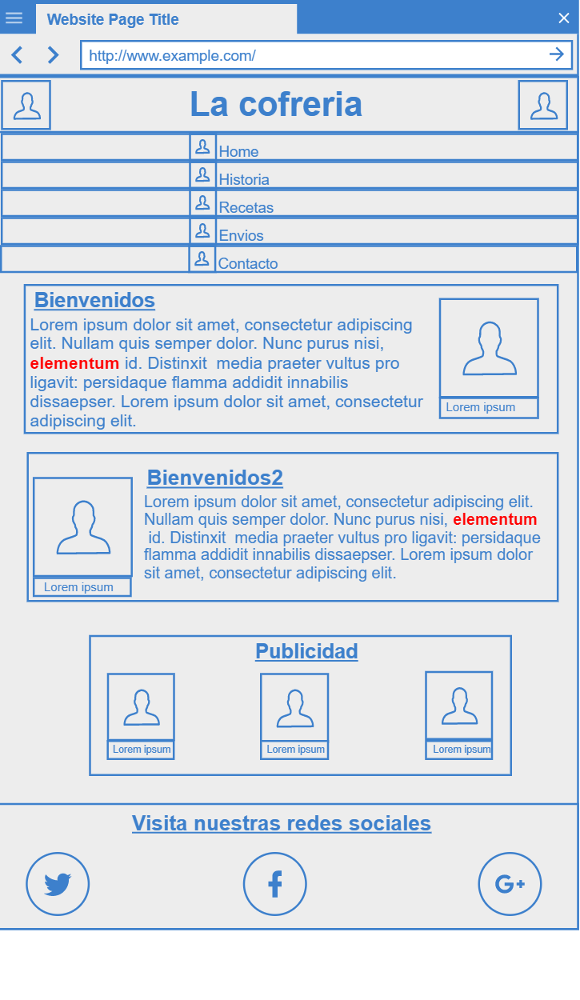 Website Page Title
http://www.example.com/
La cofreria
Home
Historia
Recetas
Envios
Contacto
Bienvenidos
Lorem ipsum dolor sit amet, consectetur adipiscing
elit. Nullam quis semper dolor. Nunc purus nisi,
elementum id. Distinxit  media praeter vultus pro
ligavit: persidaque flamma addidit innabilis
dissaepser. Lorem ipsum dolor sit amet, consectetur
adipiscing elit.
Lorem ipsum
Bienvenidos2
Lorem ipsum dolor sit amet, consectetur adipiscing elit.
Nullam quis semper dolor. Nunc purus nisi, elementum
id. Distinxit  media praeter vultus pro ligavit: persidaque
flamma addidit innabilis dissaepser. Lorem ipsum dolor
sit amet, consectetur adipiscing elit.
Lorem ipsum
Publicidad
Lorem ipsum
Lorem ipsum
Lorem ipsum
Visita nuestras redes sociales
G+